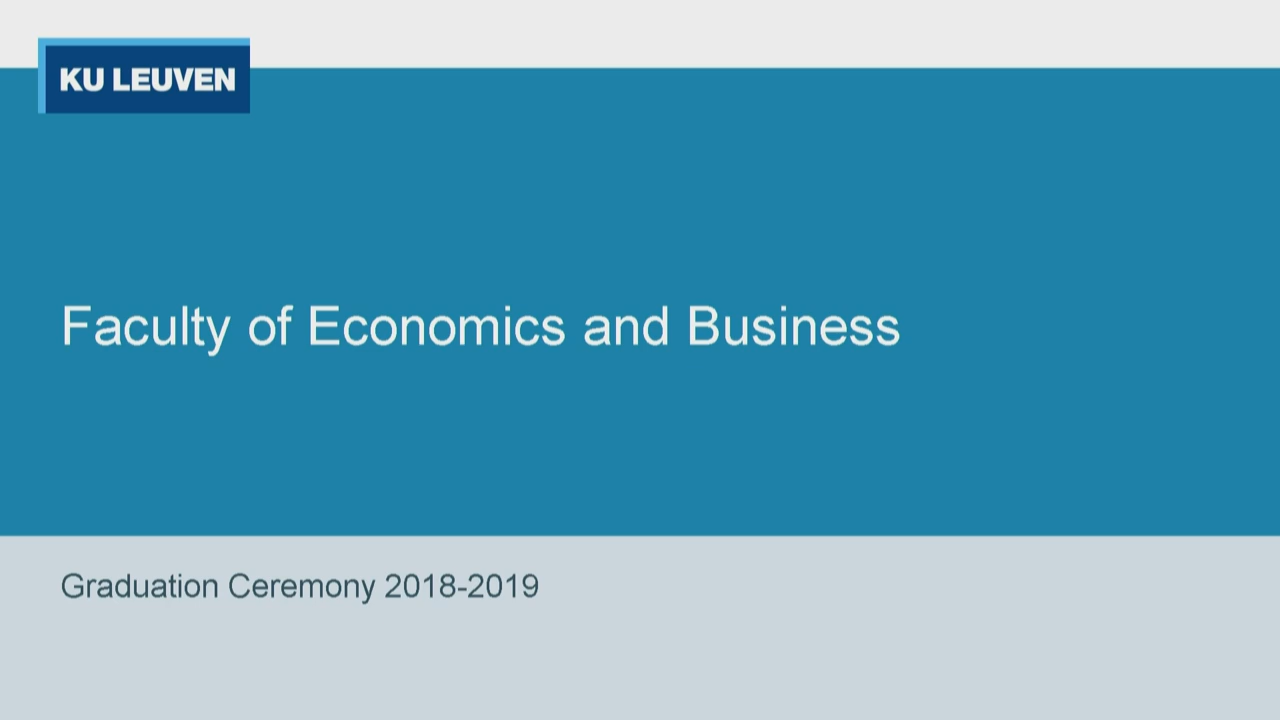 KU LEUVEN
Faculty of Economics and Business
Graduation Ceremony 2018-2019